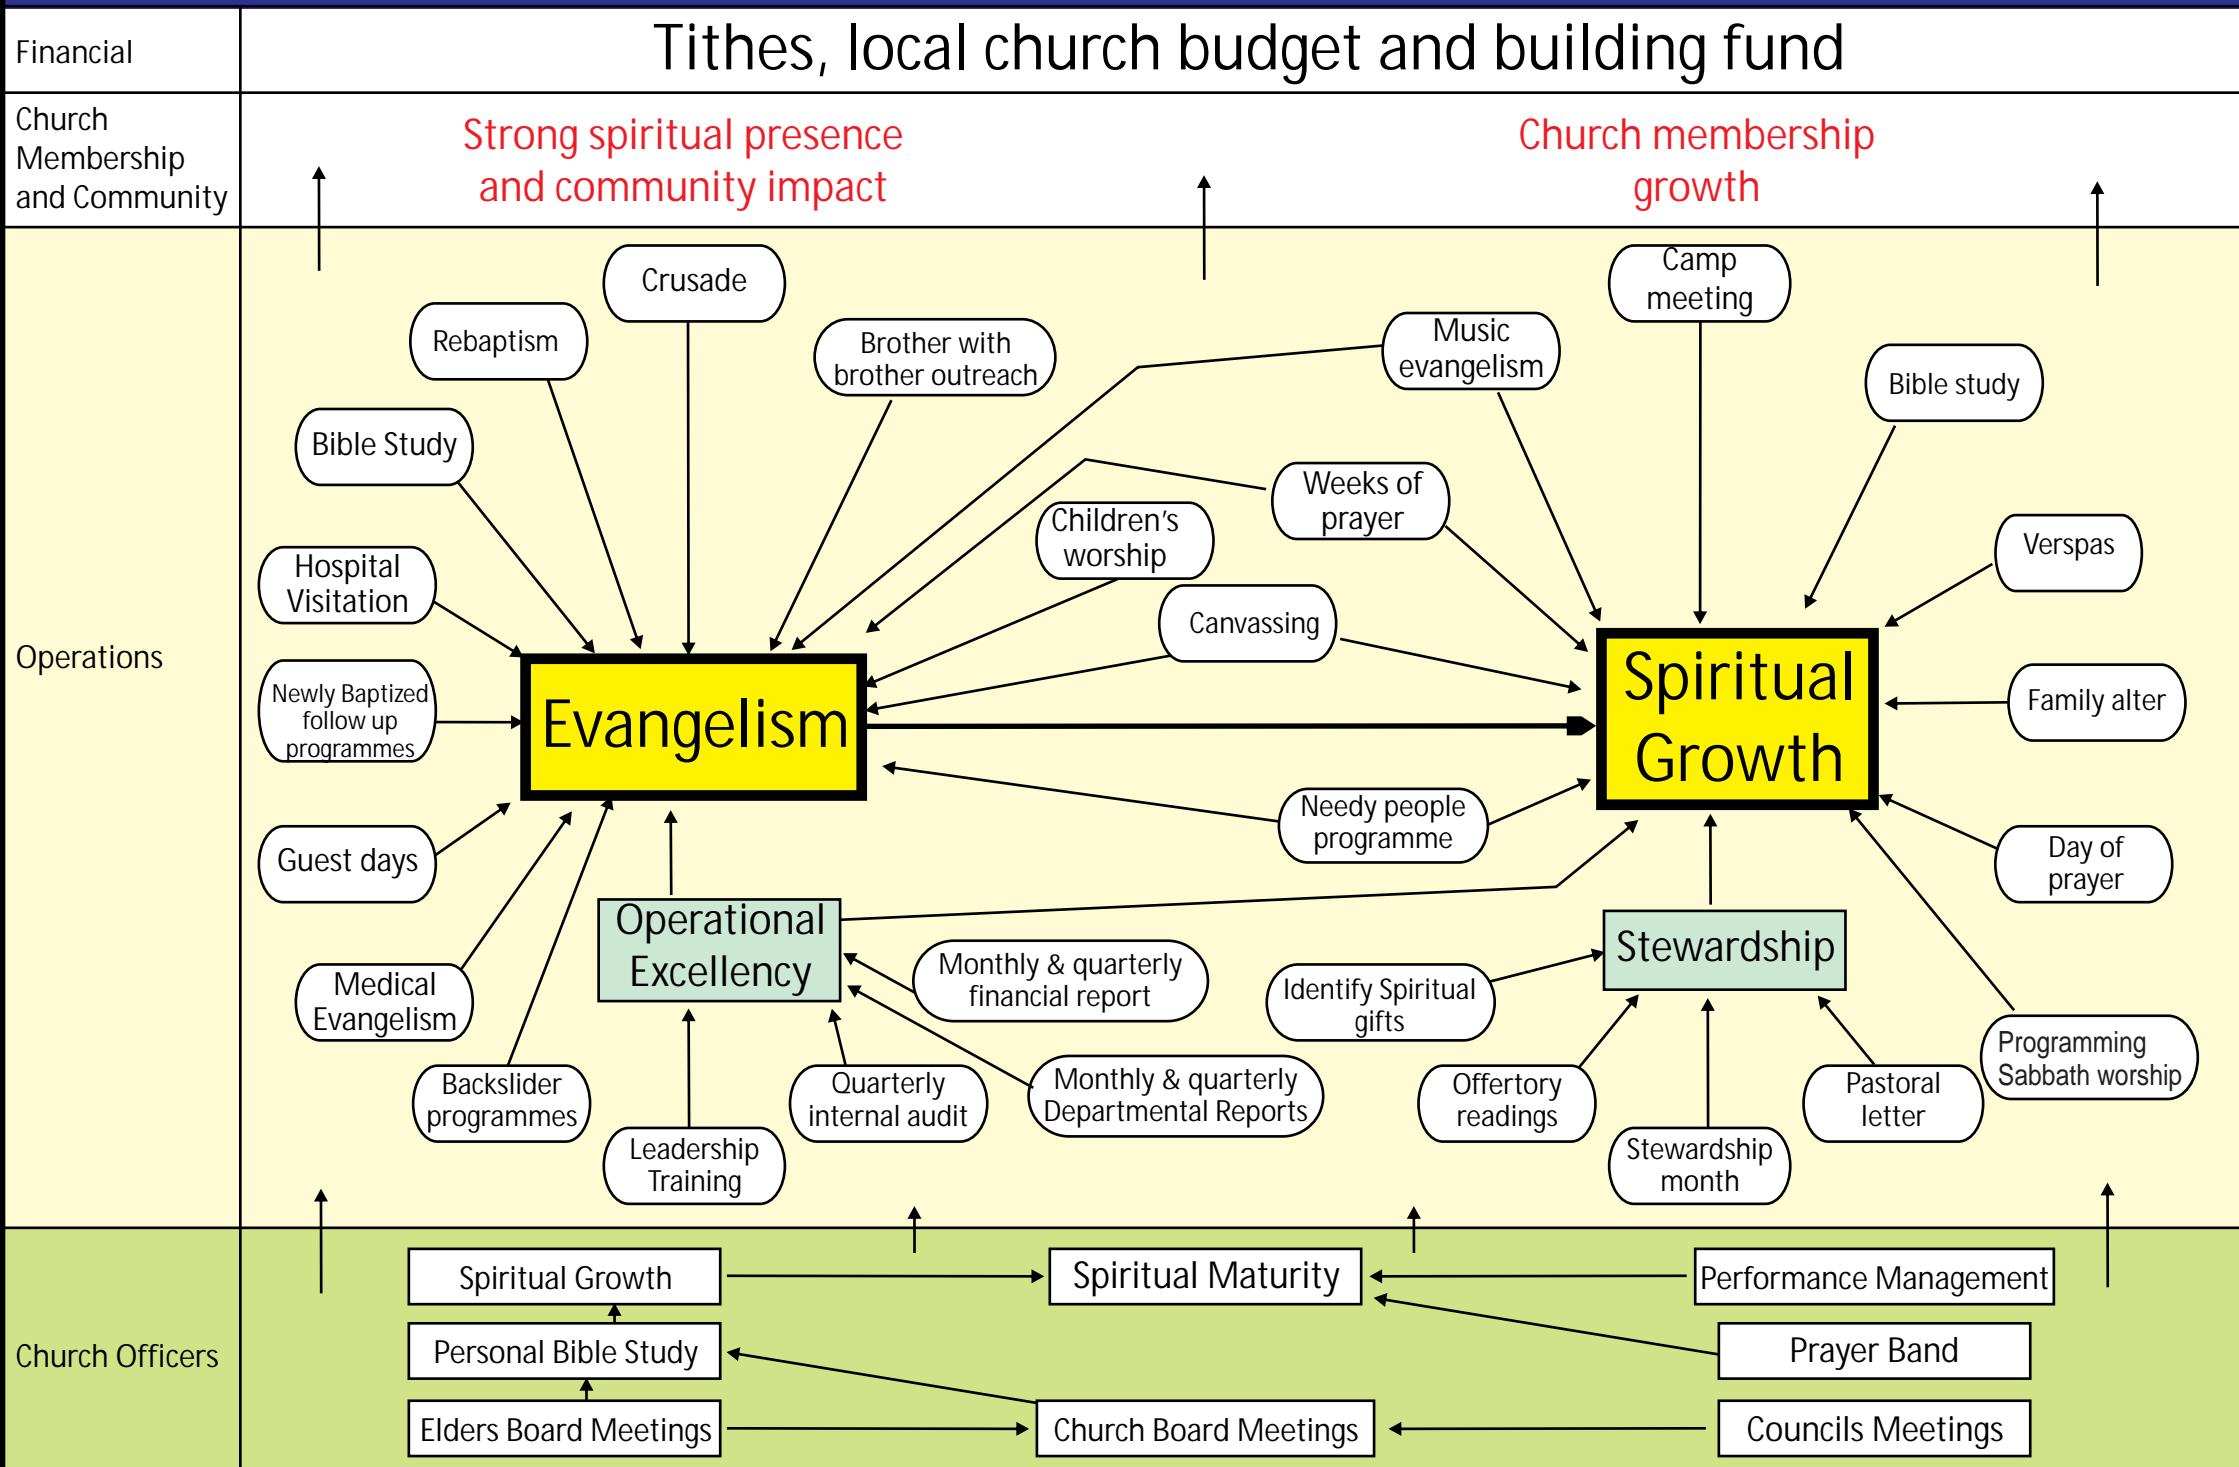 Financial
Tithes, local church budget and building fund
Church
Membership
and Community
Strong spiritual presence
and community impact
Church membership
growth
Operations
Crusade
Camp
meeting
Rebaptism
Brother with
brother outreach
Music
evangelism
Bible study
Bible Study
Weeks of
prayer
Children's
worship
Verspas
Hospital
Visitation
Canvassing
Newly Baptized
follow up
programmes
Evangelism
Spiritual
Growth
Family alter
Needy people
programme
Guest days
Day of
prayer
Operational
Excellency
Stewardship
Monthly & quarterly
financial report
Identify Spiritual
gifts
Medical
Evangelism
Programming
Sabbath worship
Backslider
programmes
Quarterly
internal audit
Monthly & quarterly
Departmental Reports
Offertory
readings
Pastoral
letter
Leadership
Training
Stewardship
month
Church Officers
Spiritual Growth
Spiritual Maturity
Performance Management
Personal Bible Study
Prayer Band
Elders Board Meetings
Church Board Meetings
Councils Meetings